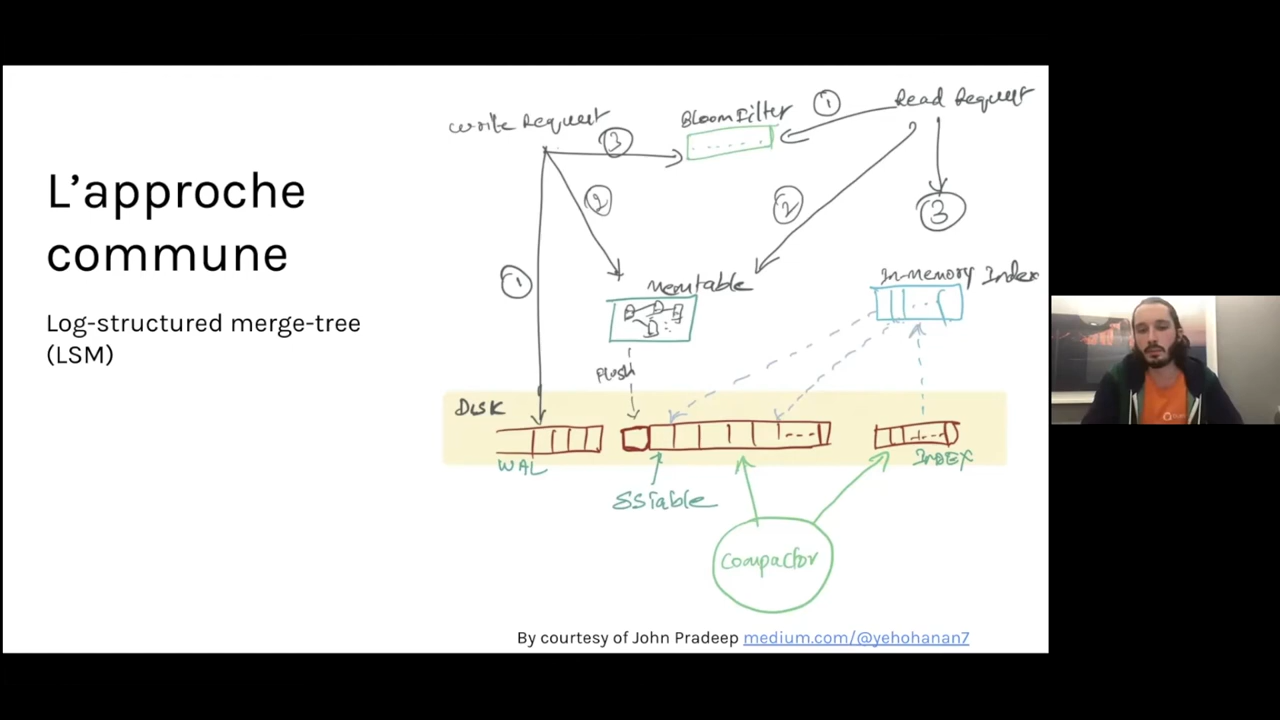 L'approche
commune
Log-structured merge-tree
(LSM)
Write Request
Bloom Filter
1
Read Request
3
2
2
3
1
Memtable
In-memory Index
Flush
DISK
WAL
SSTable
INDEX
Compactor
By courtesy of John Pradeep medium.com/@yehohanan7